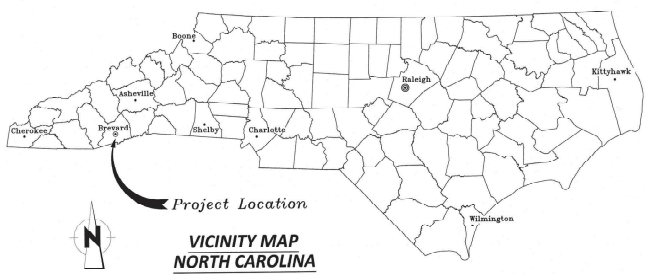 Boone
Kittyhawk
Raleigh
Asheville
Cherokee
Brevard
Shelby
Charlotte
Project Location
Wilmington
N
VICINITY MAP
NORTH CAROLINA